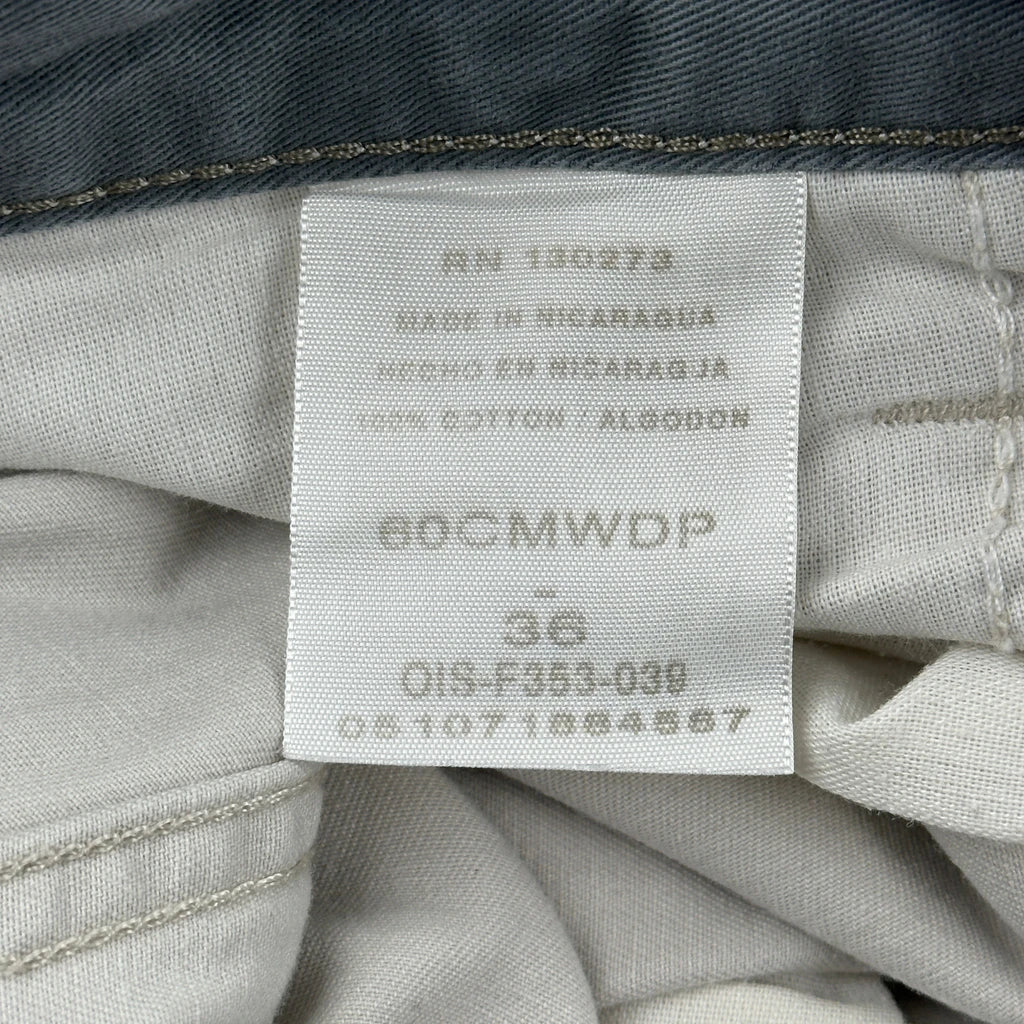 RN 130273
MADE IN NICARAGUA
HECHO EN NICARAGUA
100% COTTON / ALGODON
60CMWDP
-
36
OIS-F353-039